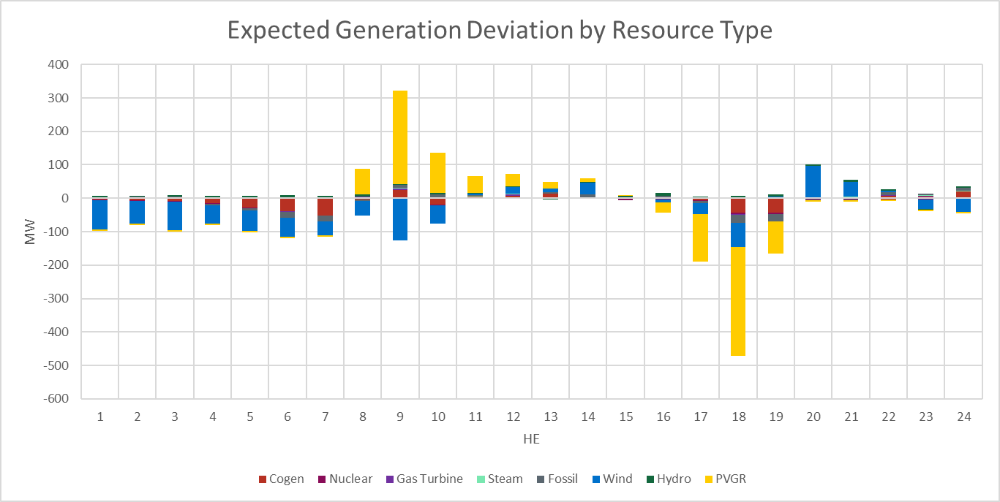 Expected Generation Deviation by Resource Type
400
300
200
100
0
-100
-200
-300
-400
-500
-600
MW
1 2 3 4 5 6 7 8 9 10 11 12 13 14 15 16 17 18 19 20 21 22 23 24
HE
Cogen Nuclear Gas Turbine Steam Fossil Wind Hydro PVGR